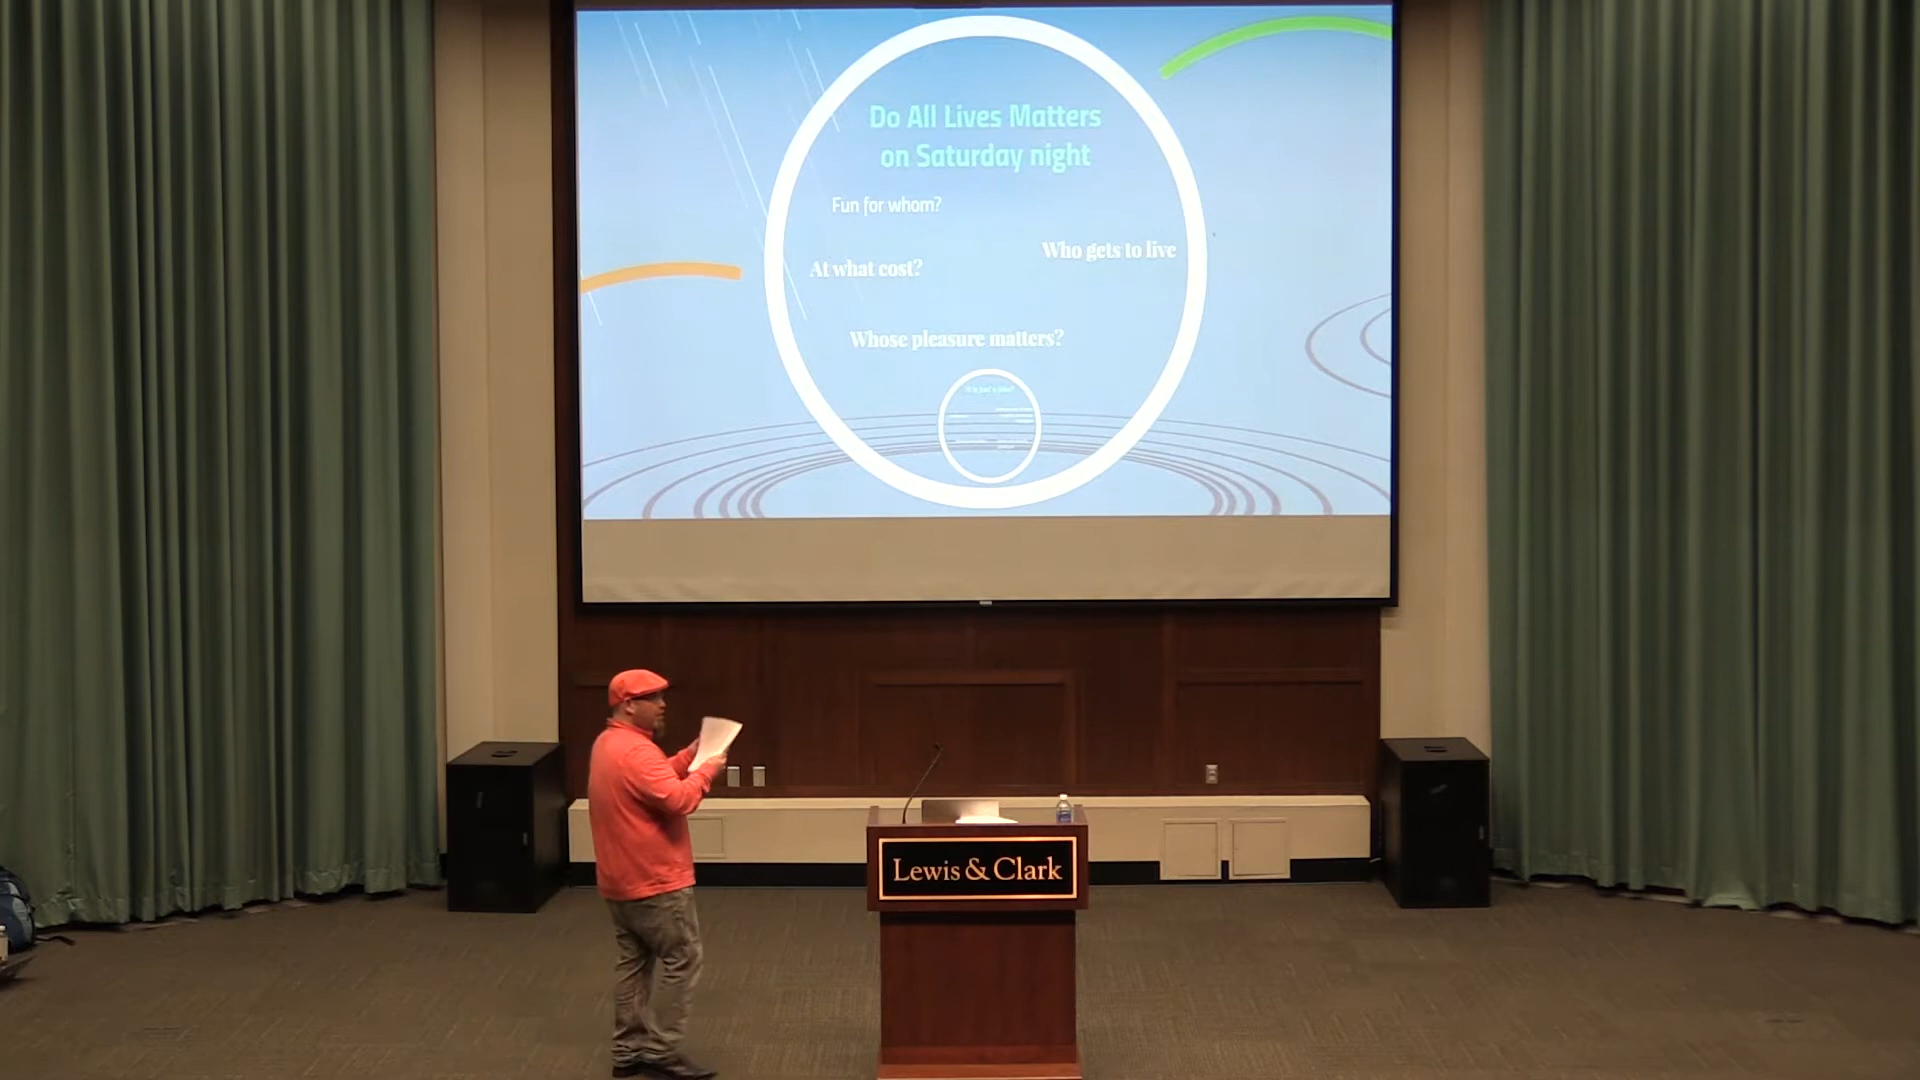 Do All Lives Matters
on Saturday night
Fun for whom?
Who gets to live
At what cost?
Whose pleasure matters?
Lewis & Clark